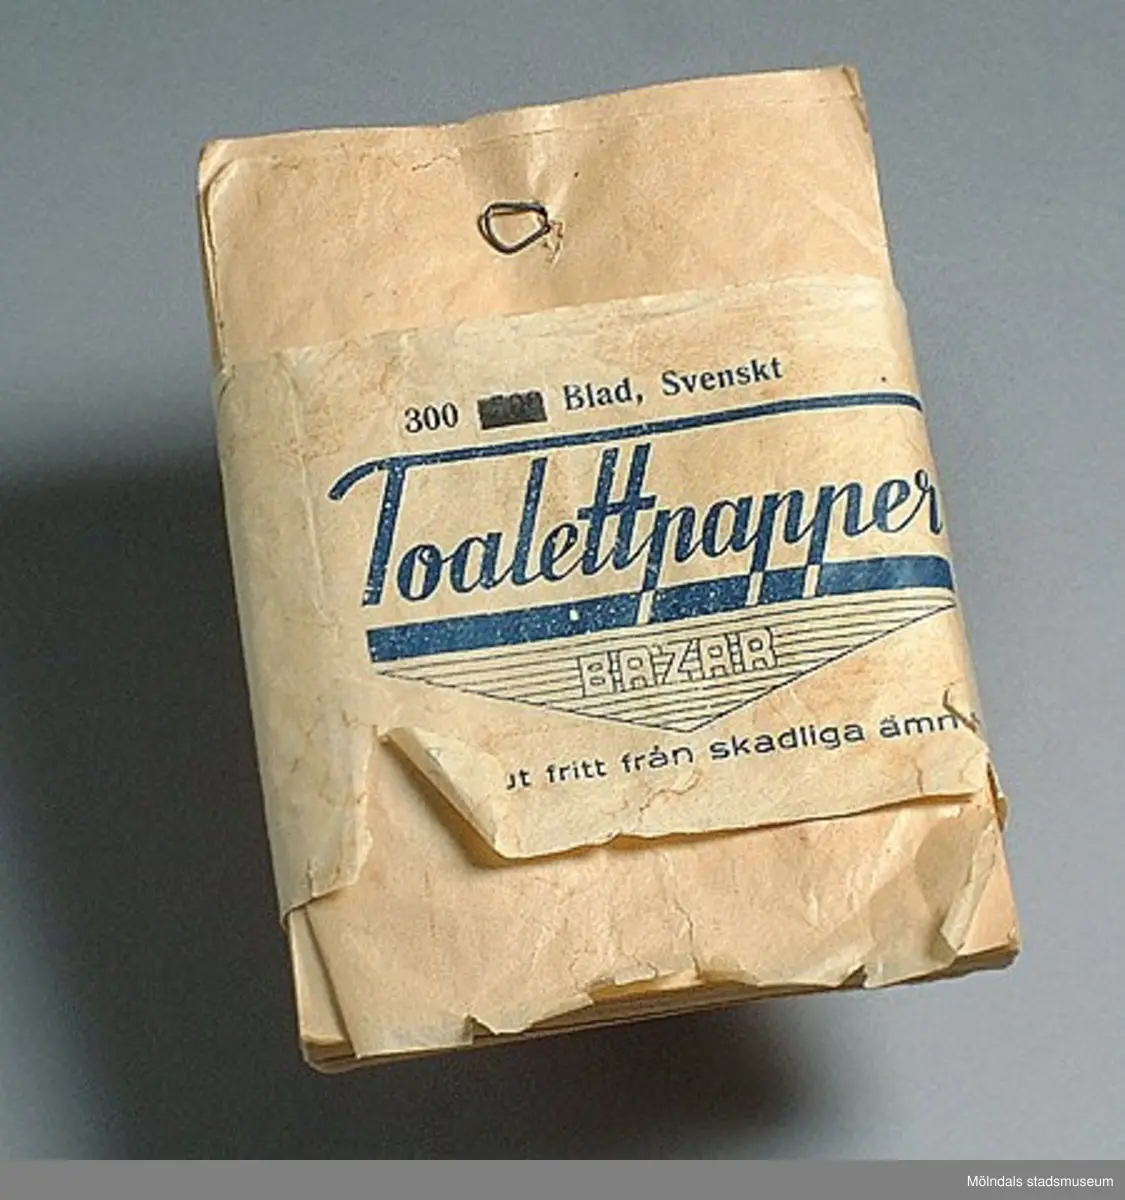 300 Blad, Svenskt
Toalettpapper
BAZAR
fritt från skadliga
Mölndals stadsmuseum